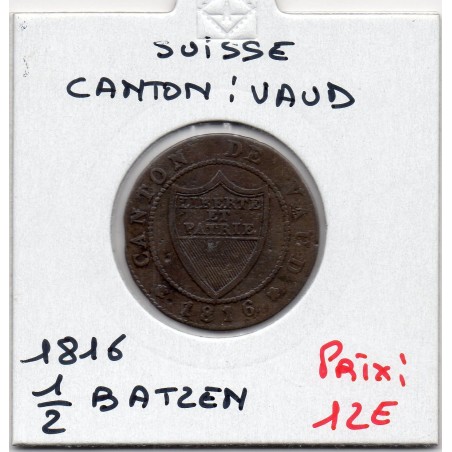 SUISSE
CANTON : VAUD
CANTON DE VAUD
LIBERTE
ET
PATRIE
1816
1816
1/2 BATZEN
PRIX :
12E